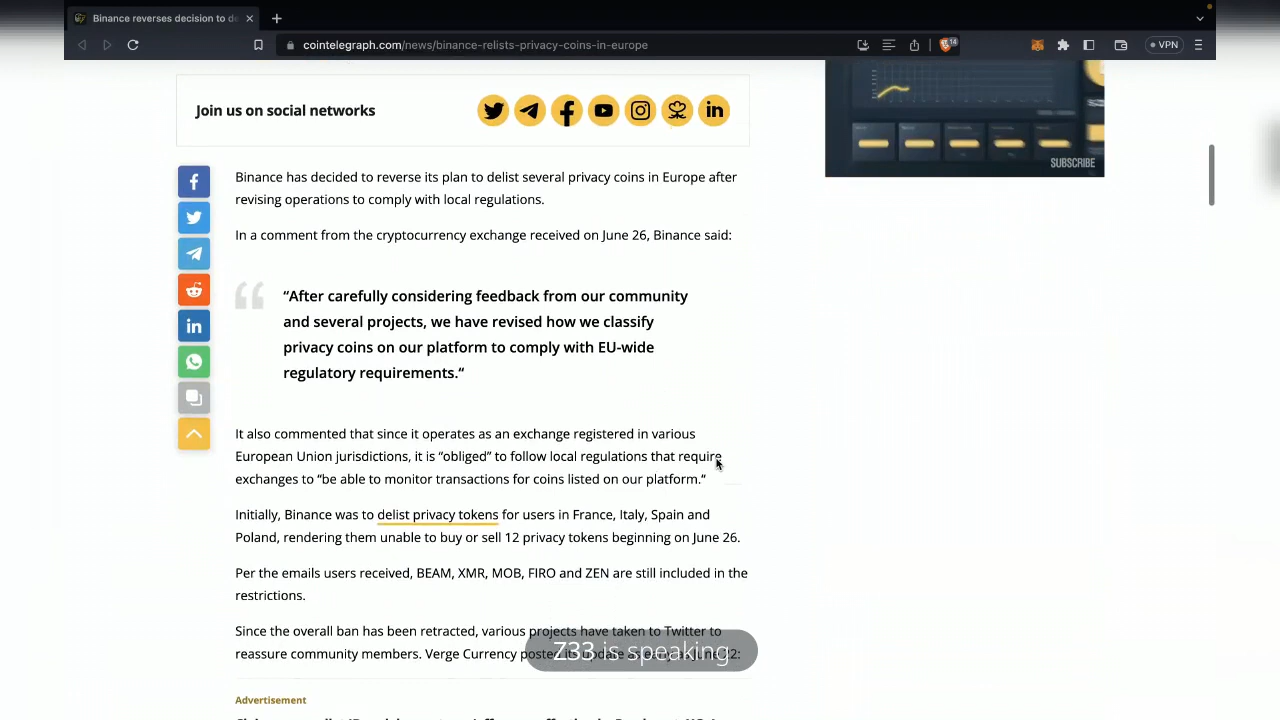 Binance reverses decision to de
cointelegraph.com/news/binance-relists-privacy-coins-in-europe
14
VPN
Join us on social networks
SUBSCRIBE
Binance has decided to reverse its plan to delist several privacy coins in Europe after
revising operations to comply with local regulations.
In a comment from the cryptocurrency exchange received on June 26, Binance said:
“After carefully considering feedback from our community
and several projects, we have revised how we classify
privacy coins on our platform to comply with EU-wide
regulatory requirements.“
It also commented that since it operates as an exchange registered in various
European Union jurisdictions, it is “obliged” to follow local regulations that require
exchanges to “be able to monitor transactions for coins listed on our platform.“
Initially, Binance was to delist privacy tokens for users in France, Italy, Spain and
Poland, rendering them unable to buy or sell 12 privacy tokens beginning on June 26.
Per the emails users received, BEAM, XMR, MOB, FIRO and ZEN are still included in the
restrictions.
Since the overall ban has been retracted, various projects have taken to Twitter to
reassure community members. Verge Currency posted its update 22:
Z33 is speaking
Advertisement